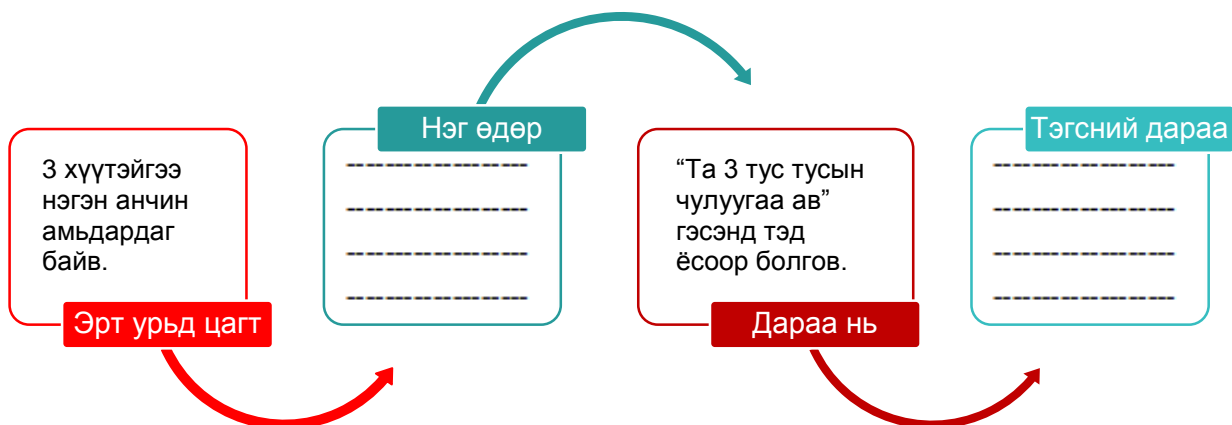 3 хүүтэйгээ
нэгэн анчин
амьдардаг
байв.
Эрт урьд цагт
Нэг өдөр
“Та 3 тус тусын
чулуугаа ав”
гэсэнд тэд
ёсоор болгов.
Дараа нь
Тэгсний дараа